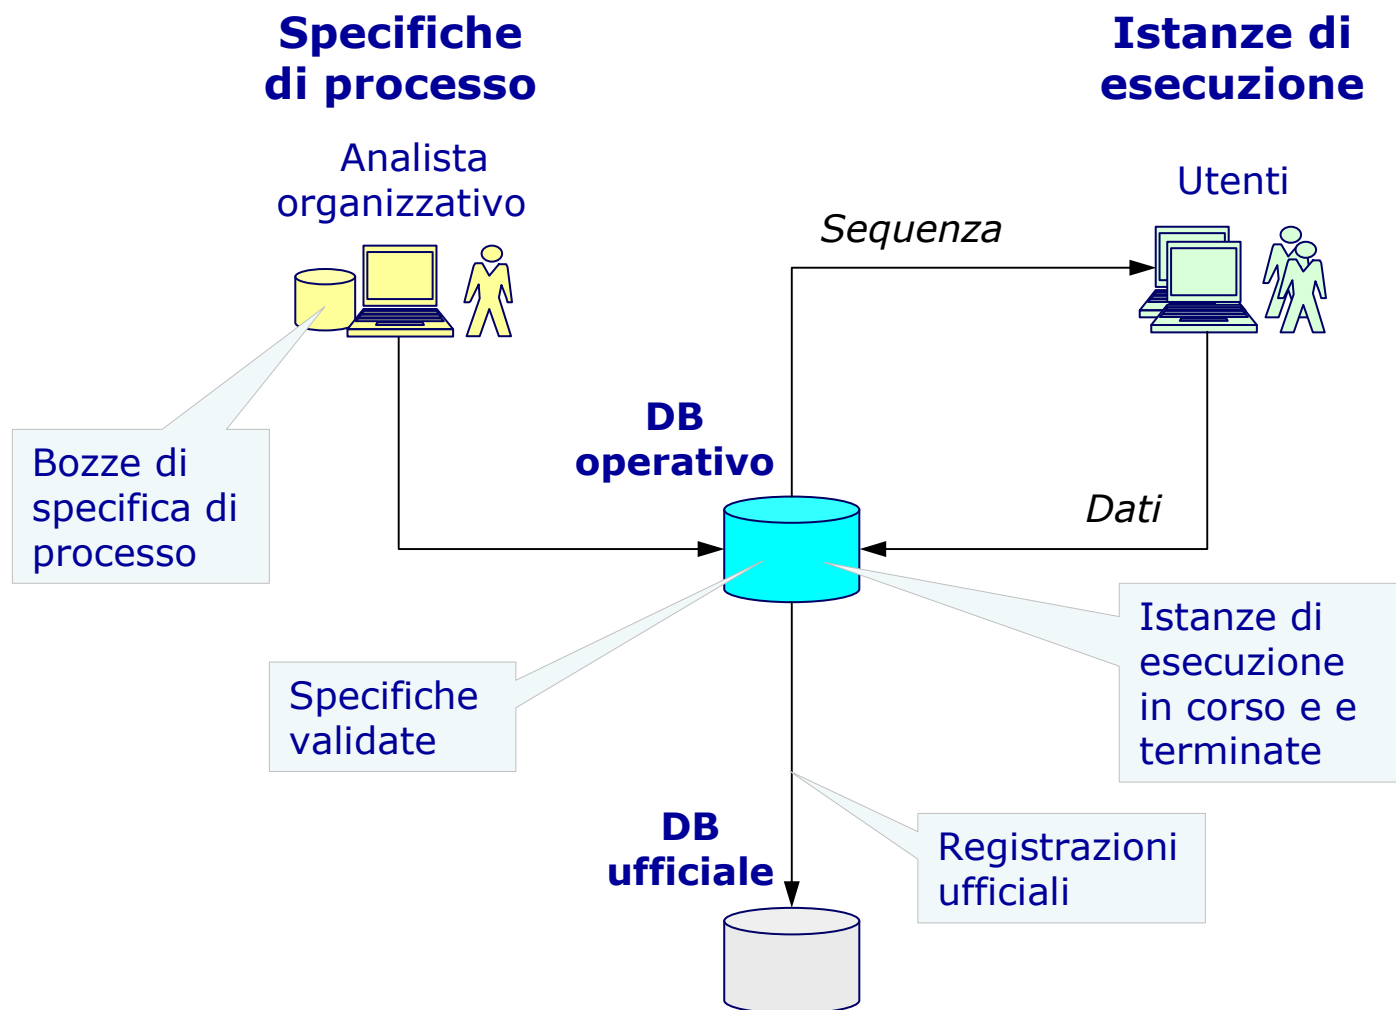 Specifiche
di processo
Istanze di
esecuzione
Analista
organizzativo
Utenti
Sequenza
DB
operativo
Bozze di
specifica di
processo
Dati
Specifiche
validate
Istanze di
esecuzione
in corso e e
terminate
DB
ufficiale
Registrazioni
ufficiali